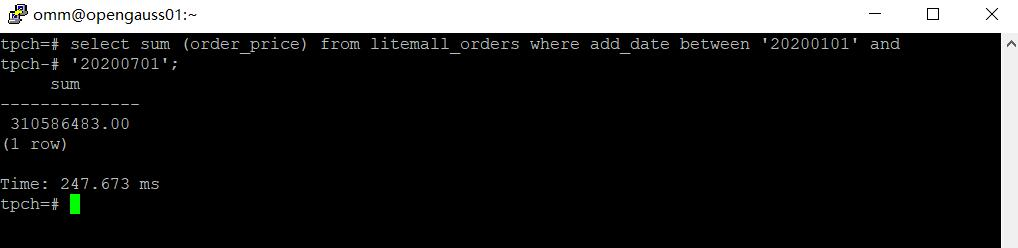 omm@opengauss01:~
tpch=# select sum (order_price) from litemall_orders where add_date between '20200101' and
tpch-# '20200701';
     sum
--------------
 310586483.00
(1 row)

Time: 247.673 ms
tpch=#